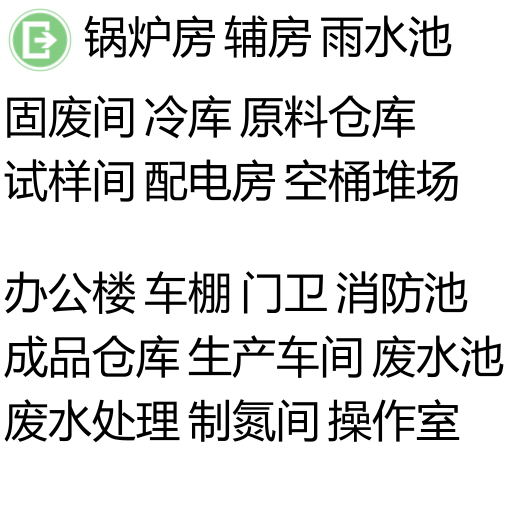 锅炉房 辅房 雨水池
固废间 冷库 原料仓库
试样间 配电房 空桶堆场
办公楼 车棚 门卫 消防池
成品仓库 生产车间 废水池
废水处理 制氮间 操作室